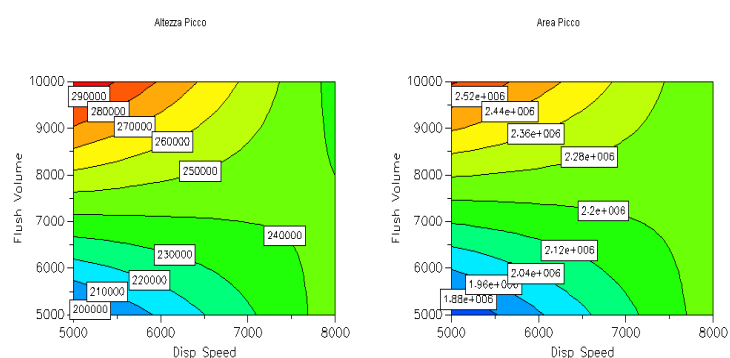 Altezza Picco
Area Picco
10000
290000
280000
9000
270000
260000
8000
250000
Flush Volume
7000
240000
230000
6000
220000
210000
200000
5000
5000 6000 7000 8000
Disp Speed
10000
2.52e+006
2.44e+006
9000
2.36e+006
2.28e+006
8000
Flush Volume
2.2e+006
7000
2.12e+006
6000
2.04e+006
1.96e+006
1.88e+006
5000
5000 6000 7000 8000
Disp Speed